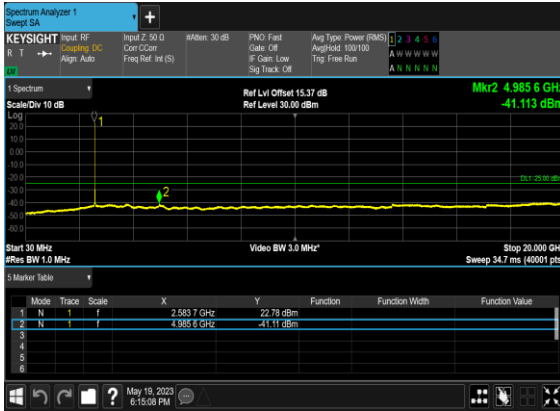 Spectrum Analyzer 1
Swept SA
+
KEYSIGHT
R T
LV
Input: RF
Coupling: DC
Align: Auto
Input Z: 50 Ω
Corr CCorr
Freq Ref: Int (S)
#Atten: 30 dB
PNO: Fast
Gate: Off
IF Gain: Low
Sig Track: Off
Avg Type: Power (RMS)
Avg|Hold: 100/100
Trig: Free Run
1 2 3 4 5 6
A W W W W W
A N N N N N
1 Spectrum
Scale/Div 10 dB
Ref Lvl Offset 15.37 dB
Ref Level 30.00 dBm
Mkr2 4.985 6 GHz
-41.113 dBm
Log
20.0
10.0
0.00
-10.0
-20.0
-30.0
-40.0
-50.0
-60.0
1
2
DL1 -25.00 dBm
Start 30 MHz
#Res BW 1.0 MHz
Video BW 3.0 MHz*
Stop 20.000 GHz
Sweep 34.7 ms (40001 pts)
5 Marker Table
Mode Trace Scale X Y Function Function Width Function Value
1 N 1 f 2.583 7 GHz 22.78 dBm
2 N 1 f 4.985 6 GHz -41.11 dBm
3
4
5
6
?
May 19, 2023
6:15:08 PM